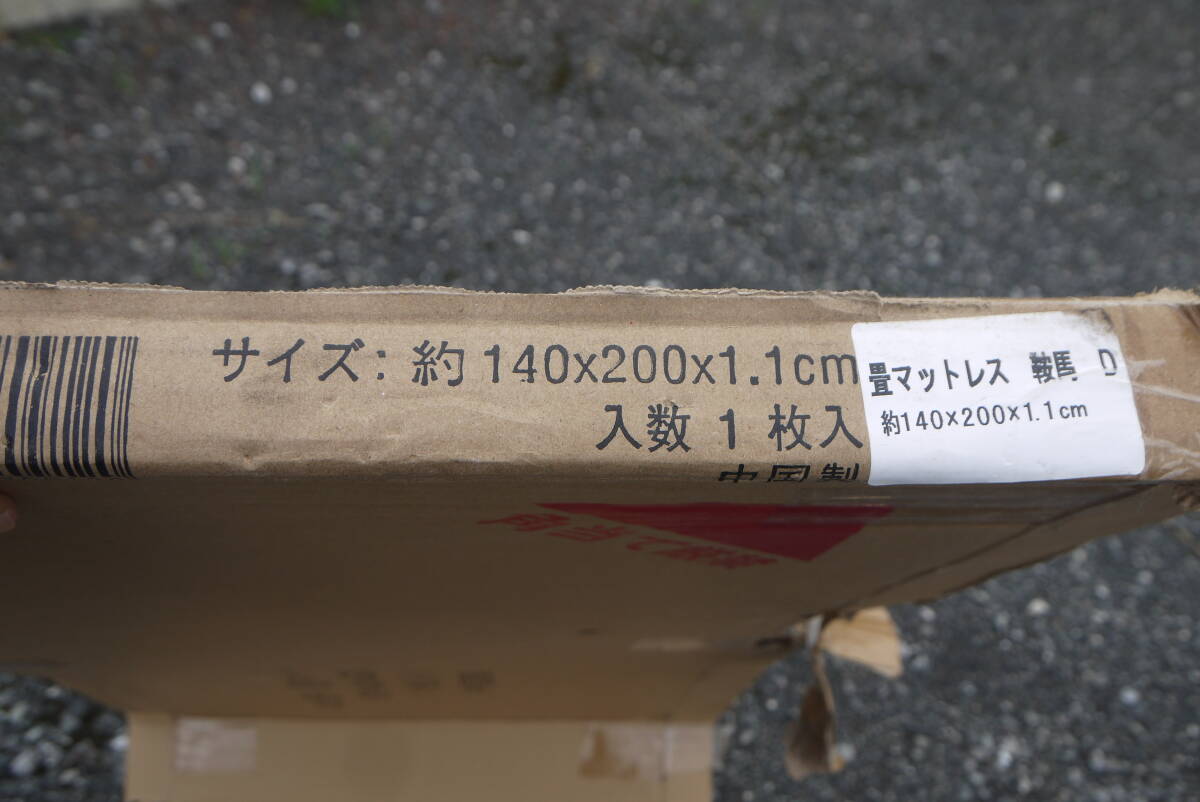 サイズ: 約 140x200x1.1cm
入数 1 枚入
中国製
畳マットレス 鞍馬 D
約140×200×1.1cm